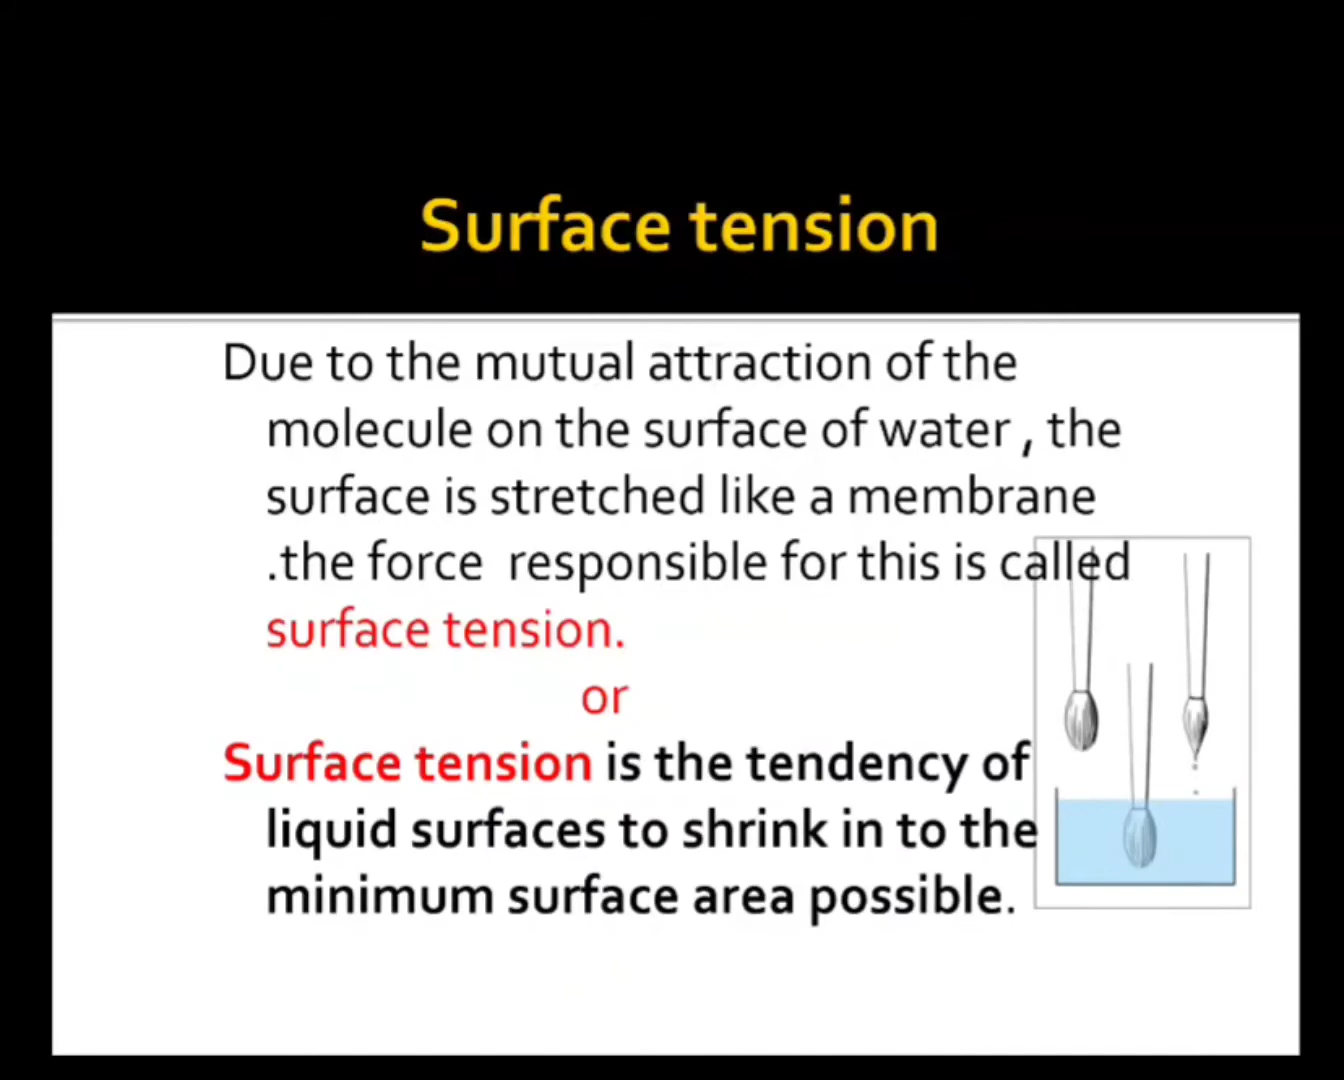 Surface tension
Due to the mutual attraction of the
molecule on the surface of water , the
surface is stretched like a membrane
.the force  responsible for this is called
surface tension.
or
Surface tension is the tendency of
liquid surfaces to shrink in to the
minimum surface area possible.